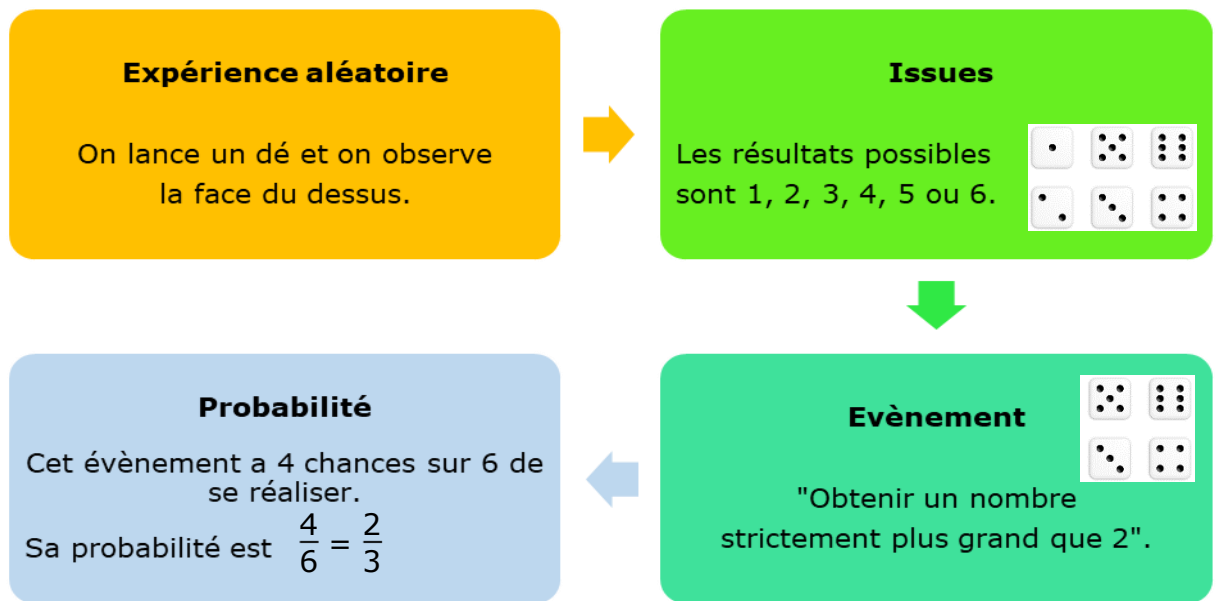 Expérience aléatoire
On lance un dé et on observe
la face du dessus.
Issues
Les résultats possibles
sont 1, 2, 3, 4, 5 ou 6.
Evènement
"Obtenir un nombre
strictement plus grand que 2".
Probabilité
Cet évènement a 4 chances sur 6 de
se réaliser.
Sa probabilité est 4/6 = 2/3